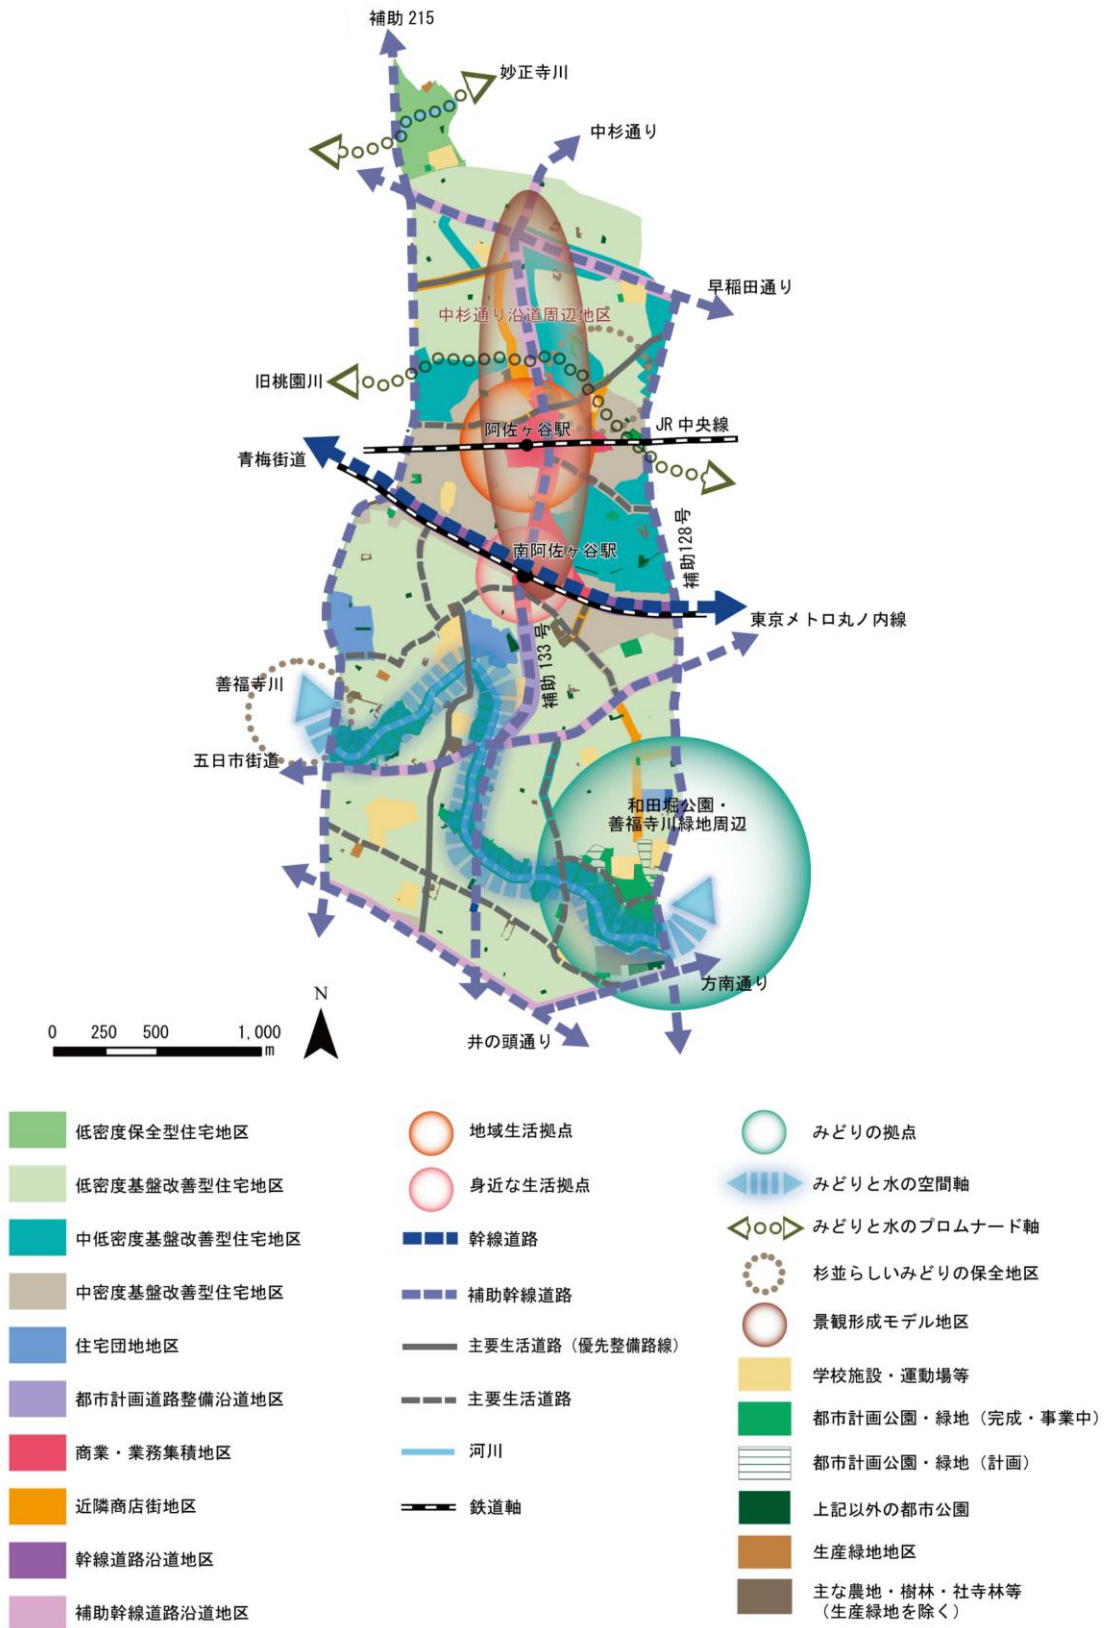 補助 215
妙正寺川
中杉通り
早稲田通り
中杉通り沿道周辺地区
旧桃園川
阿佐ヶ谷駅
JR 中央線
青梅街道
南阿佐ヶ谷駅
補助128号
東京メトロ丸ノ内線
補助 133 号
善福寺川
五日市街道
和田堀公園・
善福寺川緑地周辺
方南通り
井の頭通り
N
0 250 500 1,000
m
低密度保全型住宅地区
低密度基盤改善型住宅地区
中低密度基盤改善型住宅地区
中密度基盤改善型住宅地区
住宅団地地区
都市計画道路整備沿道地区
商業・業務集積地区
近隣商店街地区
幹線道路沿道地区
補助幹線道路沿道地区
地域生活拠点
身近な生活拠点
幹線道路
補助幹線道路
主要生活道路（優先整備路線）
主要生活道路
河川
鉄道軸
みどりの拠点
みどりと水の空間軸
みどりと水のプロムナード軸
杉並らしいみどりの保全地区
景観形成モデル地区
学校施設・運動場等
都市計画公園・緑地（完成・事業中）
都市計画公園・緑地（計画）
上記以外の都市公園
生産緑地地区
主な農地・樹林・社寺林等
（生産緑地を除く）